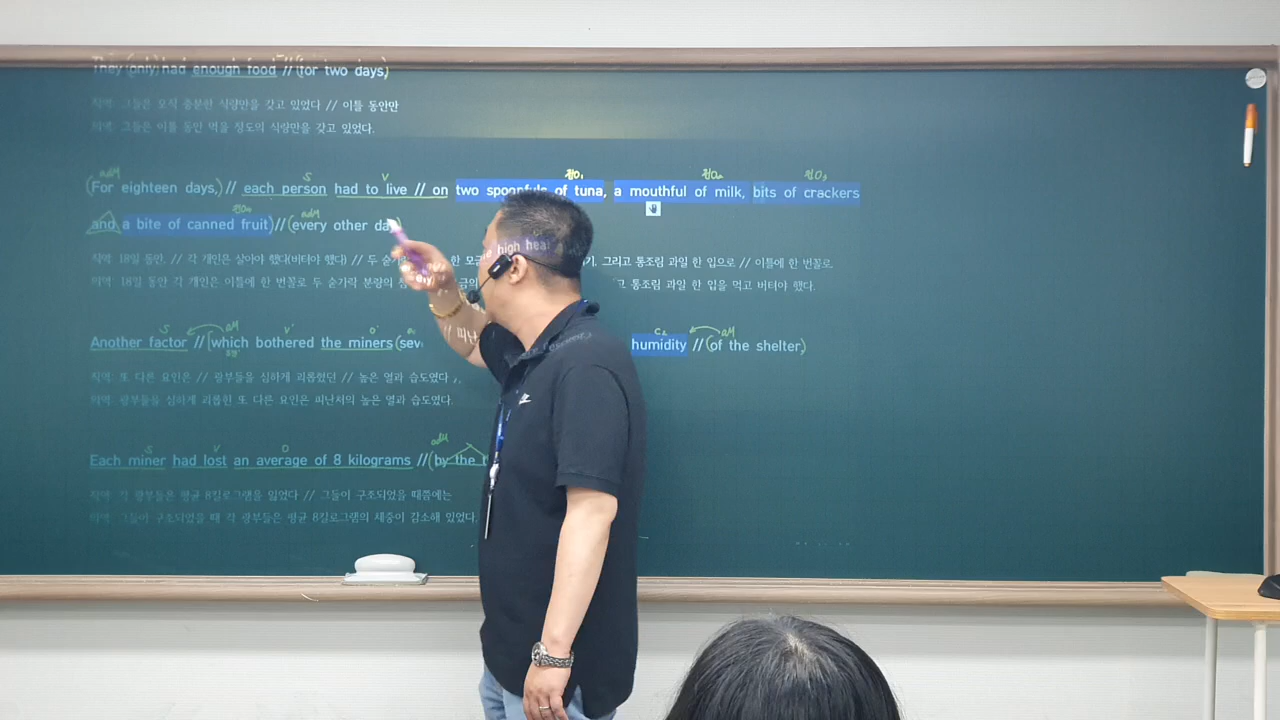 They (only) had enough food // (for two days)
직역: 그들은 오직 충분한 식량만을 갖고 있었다 // 이틀 동안만
의역: 그들은 이틀 동안 먹을 정도의 식량만을 갖고 있었다.
adM S V 전O₁ 전O₂ 전O₃
(For eighteen days,) // each person had to live // on two spoonfuls of tuna, a mouthful of milk, bits of crackers
전O₄ adM
and a bite of canned fruit) // (every other day)
직역: 18일 동안, // 각 개인은 살아야 했다(버텨야 했다) // 두 숟가 한 모금 그리고 통조림 과일 한 입으로 // 이틀에 한 번꼴로
의역: 18일 동안 각 개인은 이틀에 한 번꼴로 두 숟가락 분량의 통조림 과일 한 입을 먹고 버텨야 했다.
S aM V' O' C₂ aM
Another factor // (which bothered the miners (sev humidity // (of the shelter)
high heat
직역: 또 다른 요인은 // 광부들을 심하게 괴롭혔던 // 높은 열과 습도였다 //
의역: 광부들을 심하게 괴롭힌 또 다른 요인은 피난처의 높은 열과 습도였다.
S V O adM
Each miner had lost an average of 8 kilograms // (by the
직역: 각 광부들은 평균 8킬로그램을 잃었다 // 그들이 구조되었을 때쯤에는
의역: 그들이 구조되었을 때 각 광부들은 평균 8킬로그램의 체중이 감소해 있었다.